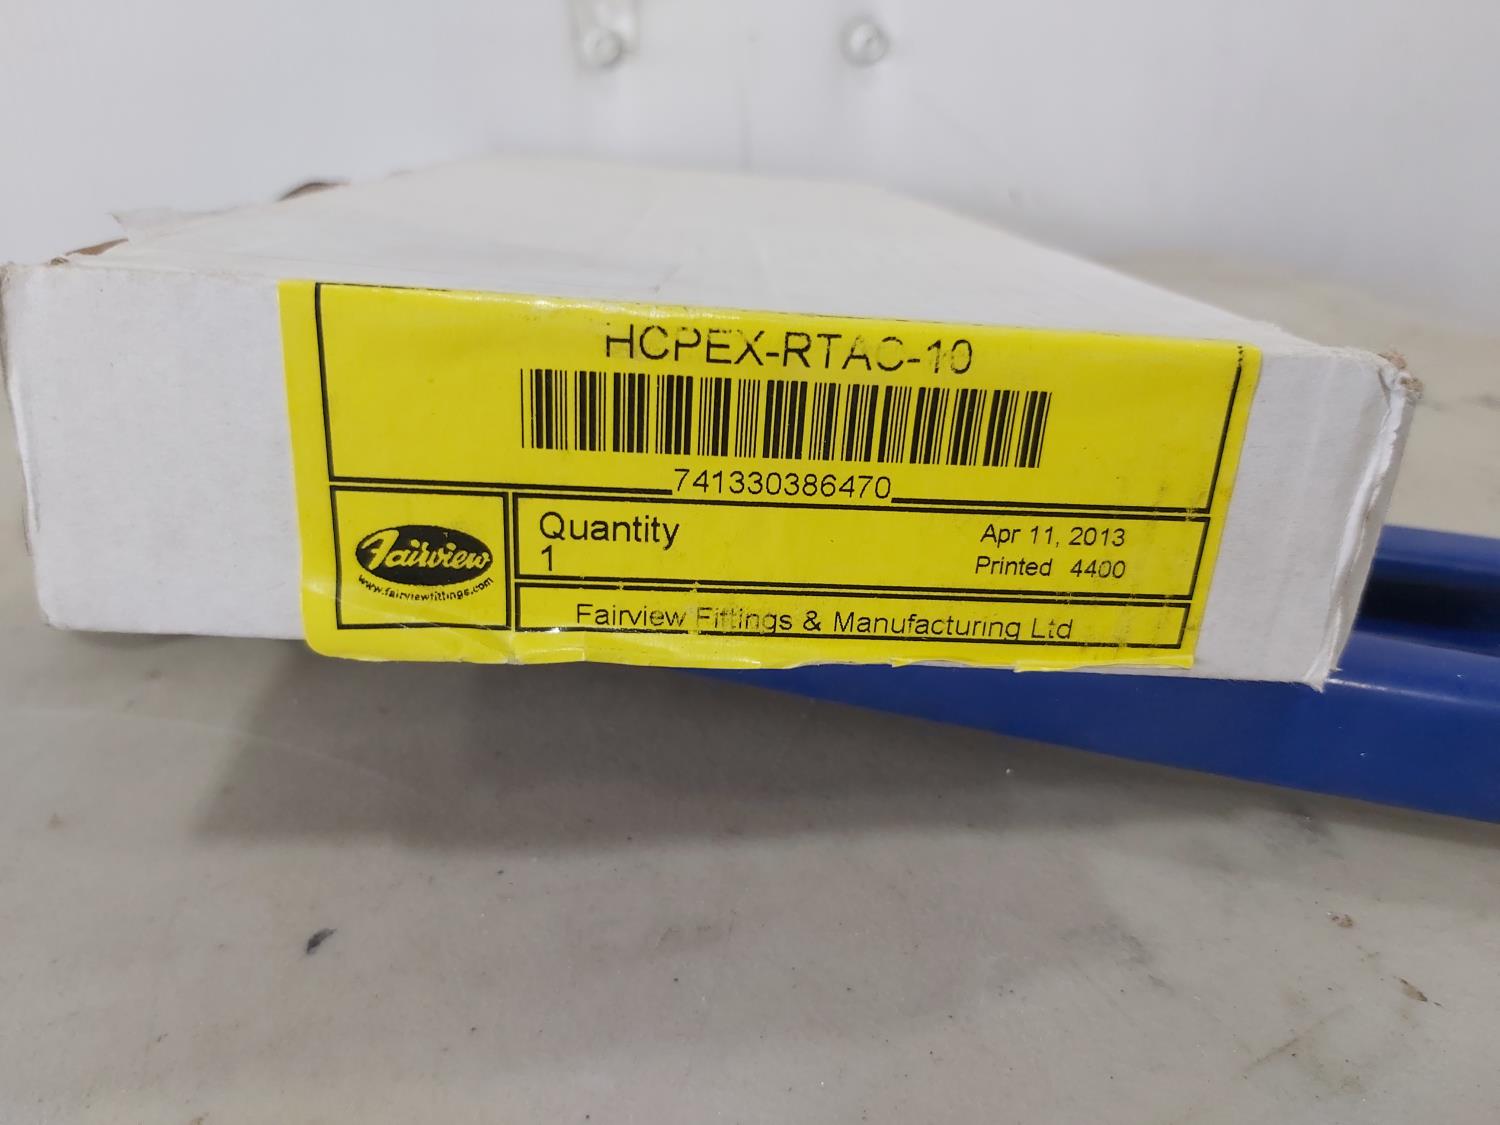 HCPEX-RTAC-10
741330386470
Fairview
www.fairviewfittings.com
Quantity
1
Apr 11, 2013
Printed 4400
Fairview Fittings & Manufacturing Ltd